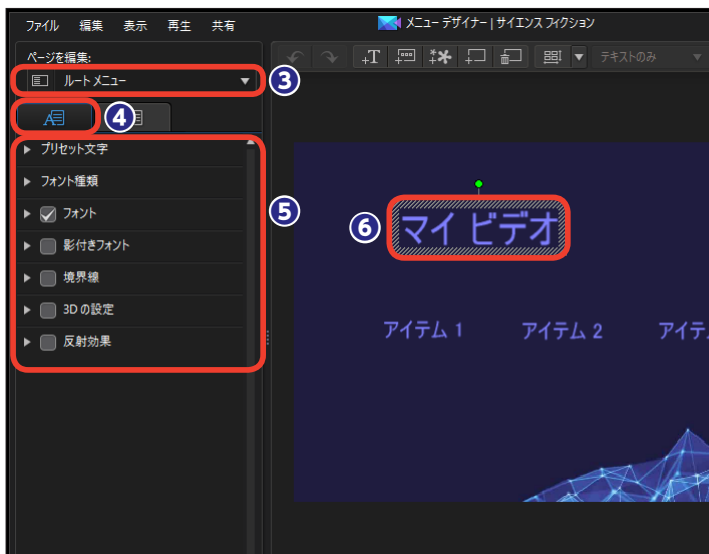 ファイル 編集 表示 再生 共有
メニュー デザイナー | サイエンス フィクション
ページを編集:
ルート メニュー
③
+T
テキストのみ
④
プリセット文字
フォント種類
フォント
影付きフォント
境界線
3D の設定
反射効果
⑤
⑥
マイ ビデオ
アイテム 1 アイテム 2 アイテ